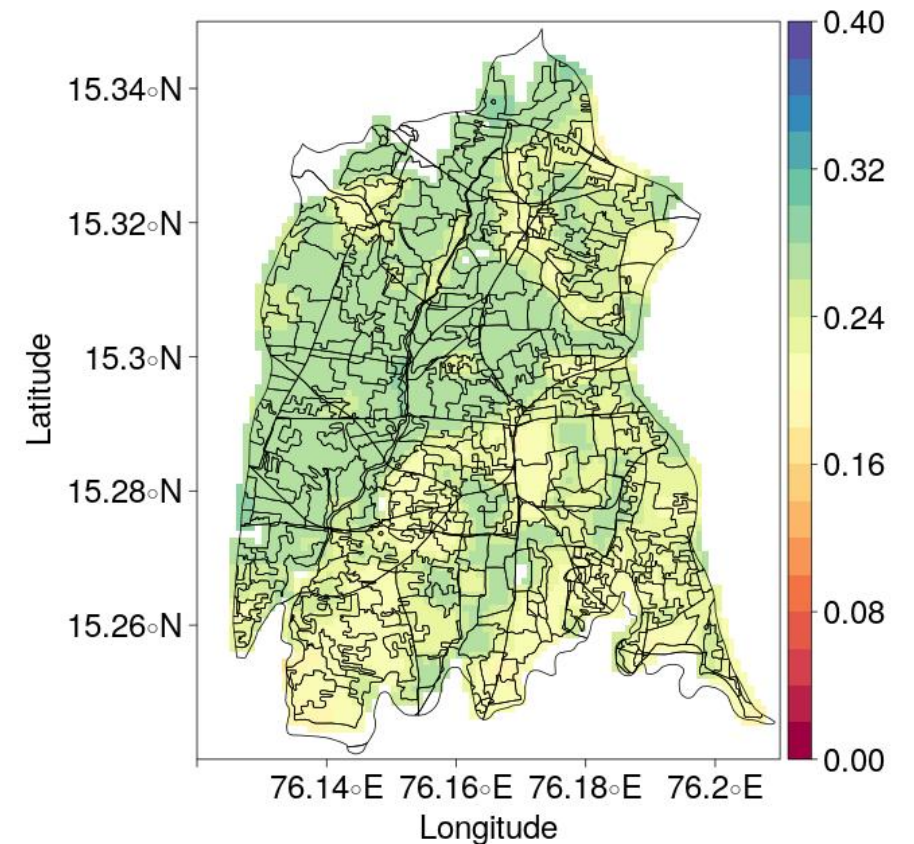 0.40
15.34◦N
0.32
15.32◦N
0.24
15.3◦N
Latitude
0.16
15.28◦N
0.08
15.26◦N
0.00
76.14◦E 76.16◦E 76.18◦E 76.2◦E
Longitude